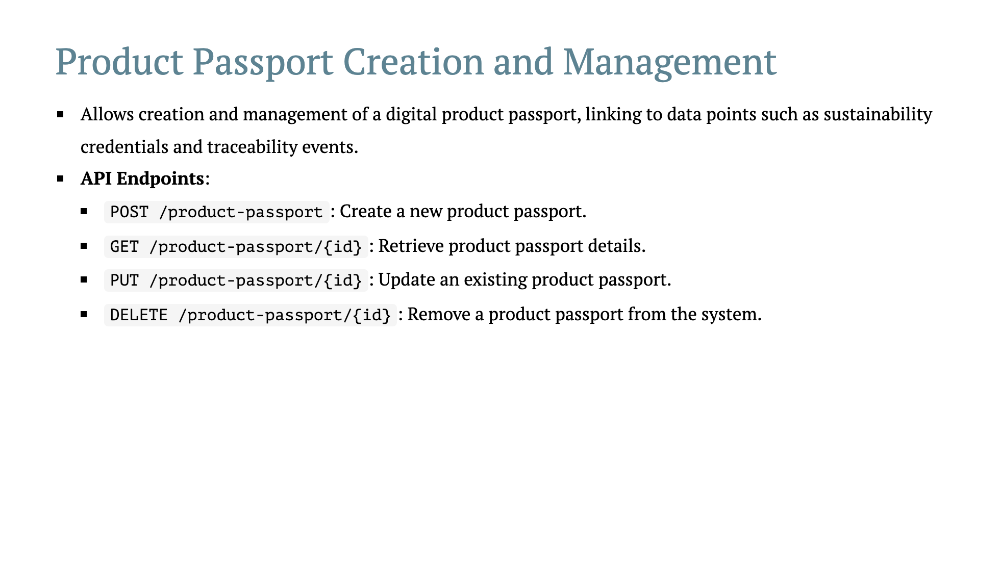 Product Passport Creation and Management
Allows creation and management of a digital product passport, linking to data points such as sustainability
credentials and traceability events.
API Endpoints:
POST /product-passport : Create a new product passport.
GET /product-passport/{id} : Retrieve product passport details.
PUT /product-passport/{id} : Update an existing product passport.
DELETE /product-passport/{id} : Remove a product passport from the system.